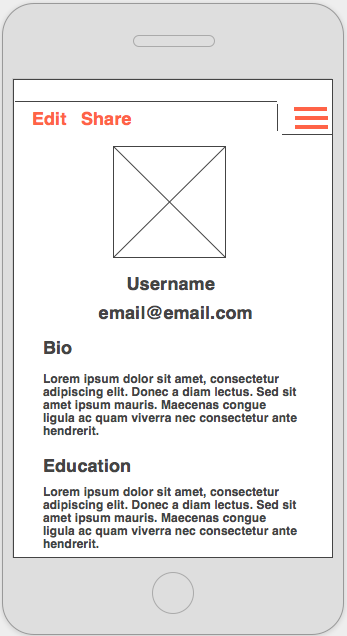 Edit Share
Username
email@email.com
Bio
Lorem ipsum dolor sit amet, consectetur
adipiscing elit. Donec a diam lectus. Sed sit
amet ipsum mauris. Maecenas congue
ligula ac quam viverra nec consectetur ante
hendrerit.
Education
Lorem ipsum dolor sit amet, consectetur
adipiscing elit. Donec a diam lectus. Sed sit
amet ipsum mauris. Maecenas congue
ligula ac quam viverra nec consectetur ante
hendrerit.